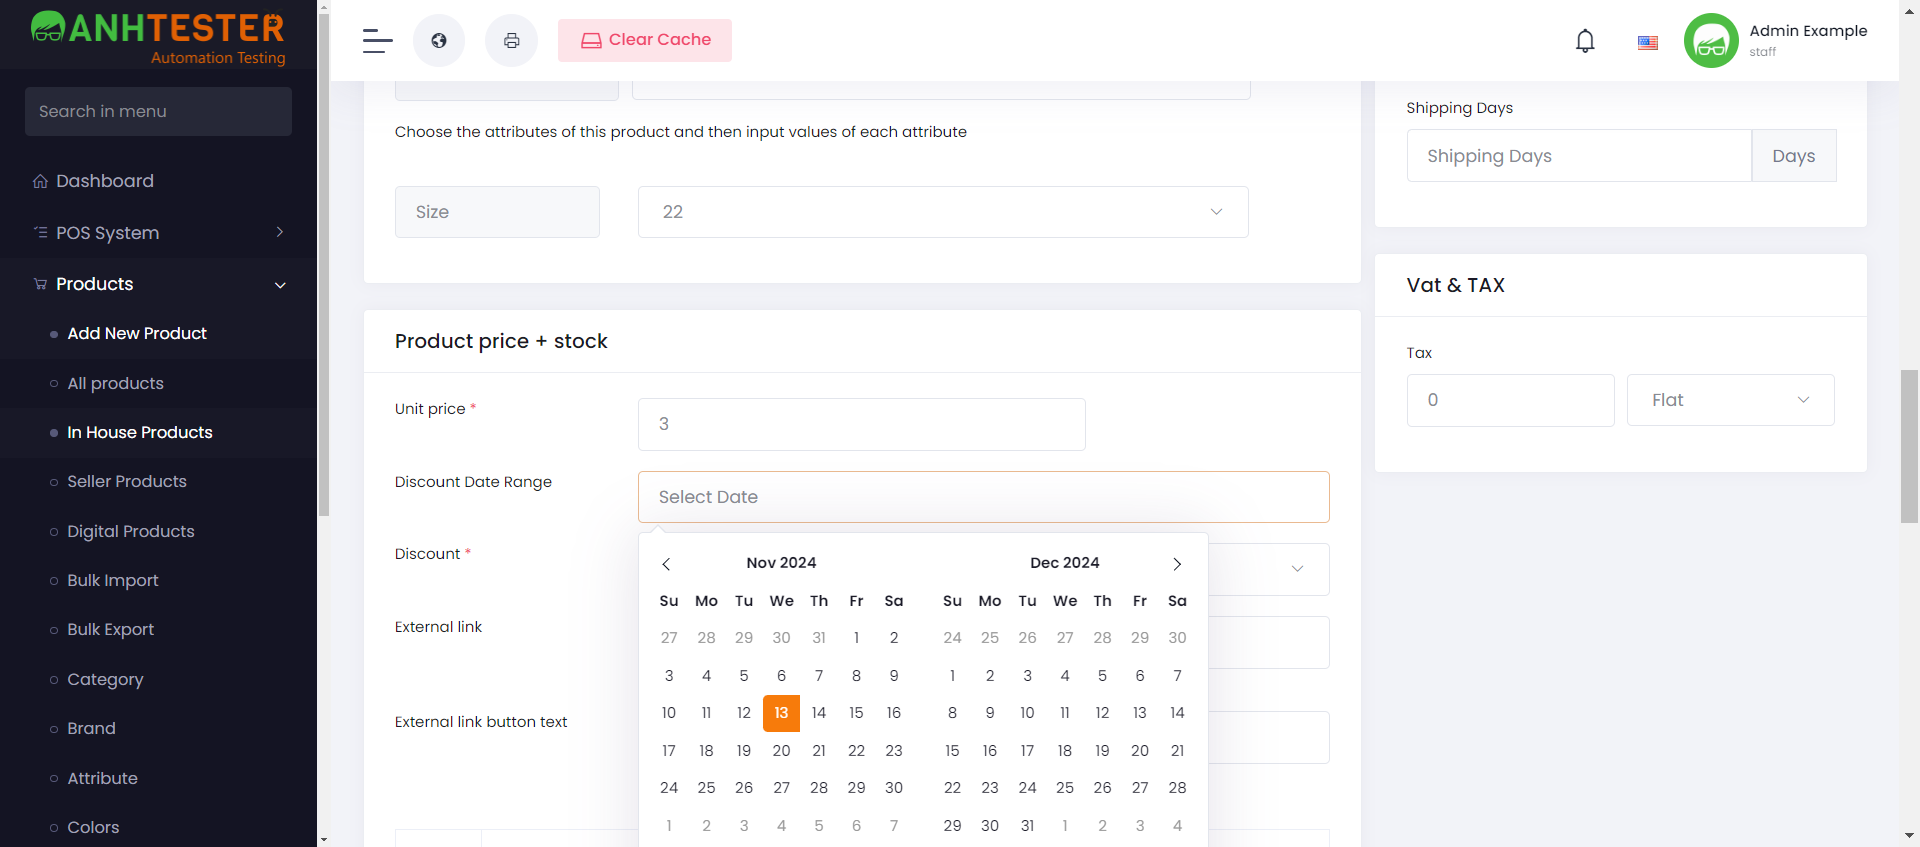 ANHTESTER
Automation Testing
Search in menu
Dashboard
POS System
Products
Add New Product
All products
In House Products
Seller Products
Digital Products
Bulk Import
Bulk Export
Category
Brand
Attribute
Colors
Clear Cache
Admin Example
staff
Choose the attributes of this product and then input values of each attribute
Size
22
Product price + stock
Unit price *
3
Discount Date Range
Select Date
Discount *
External link
External link button text
Nov 2024
Su Mo Tu We Th Fr Sa
27 28 29 30 31 1 2
3 4 5 6 7 8 9
10 11 12 13 14 15 16
17 18 19 20 21 22 23
24 25 26 27 28 29 30
1 2 3 4 5 6 7
Dec 2024
Su Mo Tu We Th Fr Sa
24 25 26 27 28 29 30
1 2 3 4 5 6 7
8 9 10 11 12 13 14
15 16 17 18 19 20 21
22 23 24 25 26 27 28
29 30 31 1 2 3 4
Shipping Days
Shipping Days
Days
Vat & TAX
Tax
0
Flat